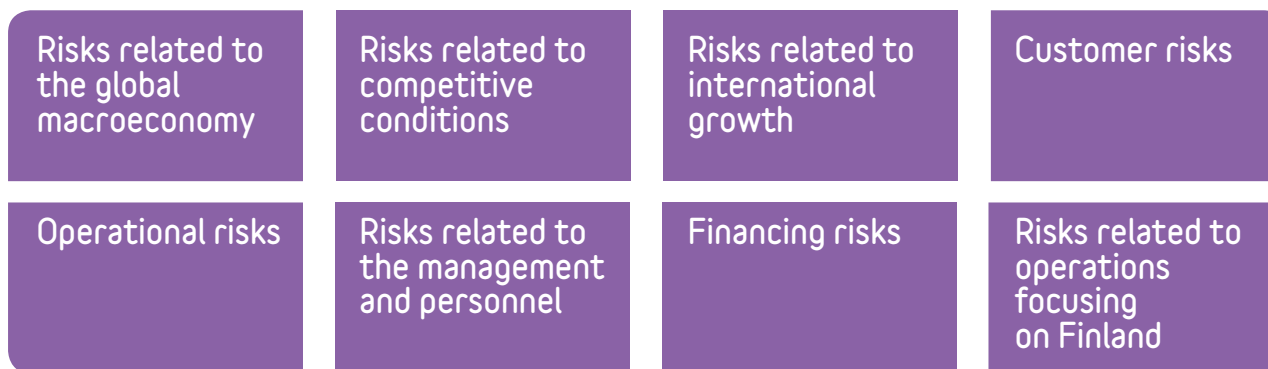 Risks related to
the global
macroeconomy
Risks related to
competitive
conditions
Risks related to
international
growth
Customer risks
Operational risks
Risks related to
the management
and personnel
Financing risks
Risks related to
operations
focusing
on Finland